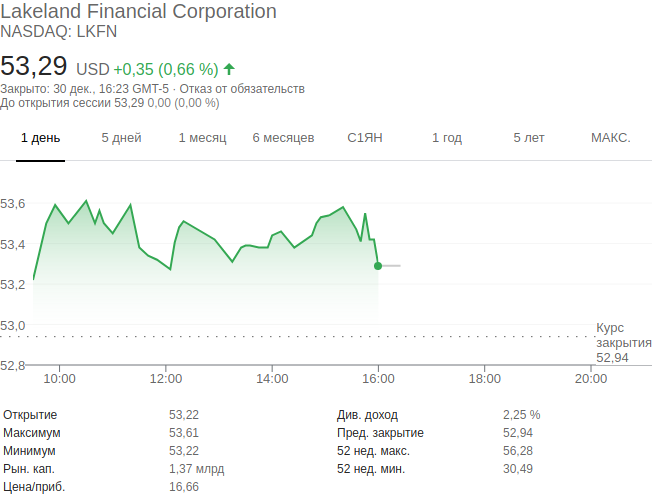 Lakeland Financial Corporation
NASDAQ: LKFN
53,29 USD +0,35 (0,66 %)
Закрыто: 30 дек., 16:23 GMT-5 · Отказ от обязательств
До открытия сессии 53,29 0,00 (0,00 %)
1 день 5 дней 1 месяц 6 месяцев С1ЯН 1 год 5 лет МАКС.
53,6
53,4
53,2
53,0
Курс
закрытия
52,94
52,8
10:00 12:00 14:00 16:00 18:00 20:00
Открытие 53,22 Див. доход 2,25 %
Максимум 53,61 Пред. закрытие 52,94
Минимум 53,22 52 нед. макс. 56,28
Рын. кап. 1,37 млрд 52 нед. мин. 30,49
Цена/приб. 16,66